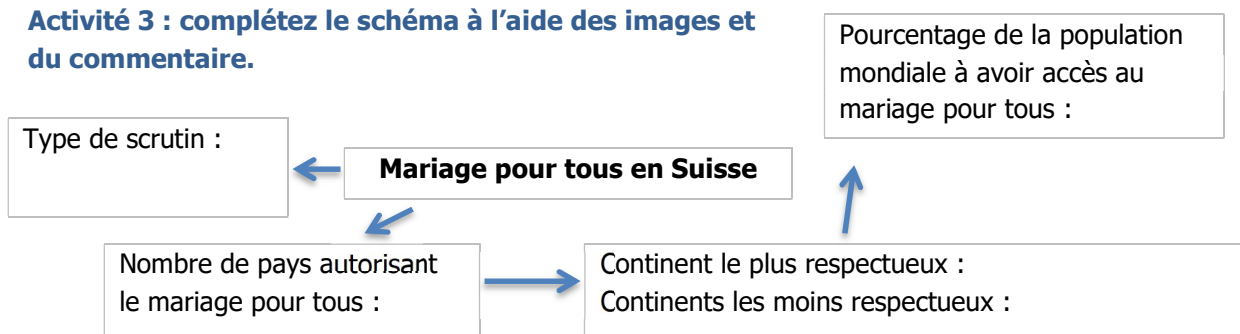 Activité 3 : complétez le schéma à l’aide des images et
du commentaire.
Pourcentage de la population
mondiale à avoir accès au
mariage pour tous :
Type de scrutin :
Mariage pour tous en Suisse
Nombre de pays autorisant
le mariage pour tous :
Continent le plus respectueux :
Continents les moins respectueux :